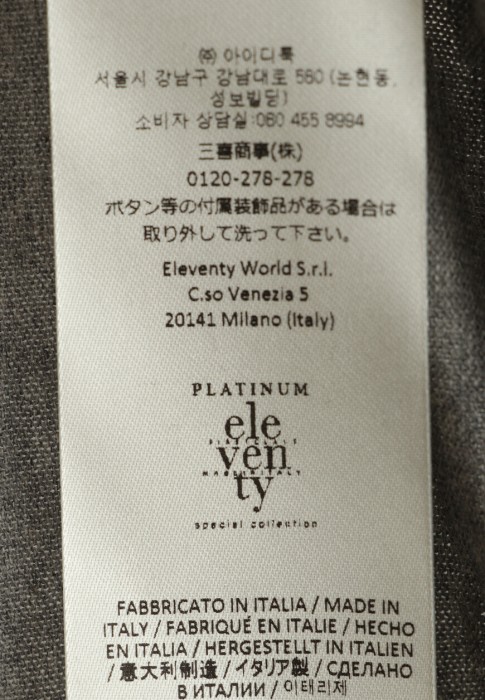 ㈜ 아이디룩
서울시 강남구 강남대로 560 (논현동,
성보빌딩)
소비자 상담실:080 455 8994
三喜商事(株)
0120-278-278
ボタン等の付属装飾品がある場合は
取り外して洗って下さい。
Eleventy World S.r.l.
C.so Venezia 5
20141 Milano (Italy)
PLATINUM
ele
ven
ty
special collection
FABBRICATO IN ITALIA / MADE IN
ITALY / FABRIQUÉ EN ITALIE / HECHO
EN ITALIA / HERGESTELLT IN ITALIEN
/ 意大利制造 / イタリア製 / СДЕЛАНО
В ИТАЛИИ / 이태리제